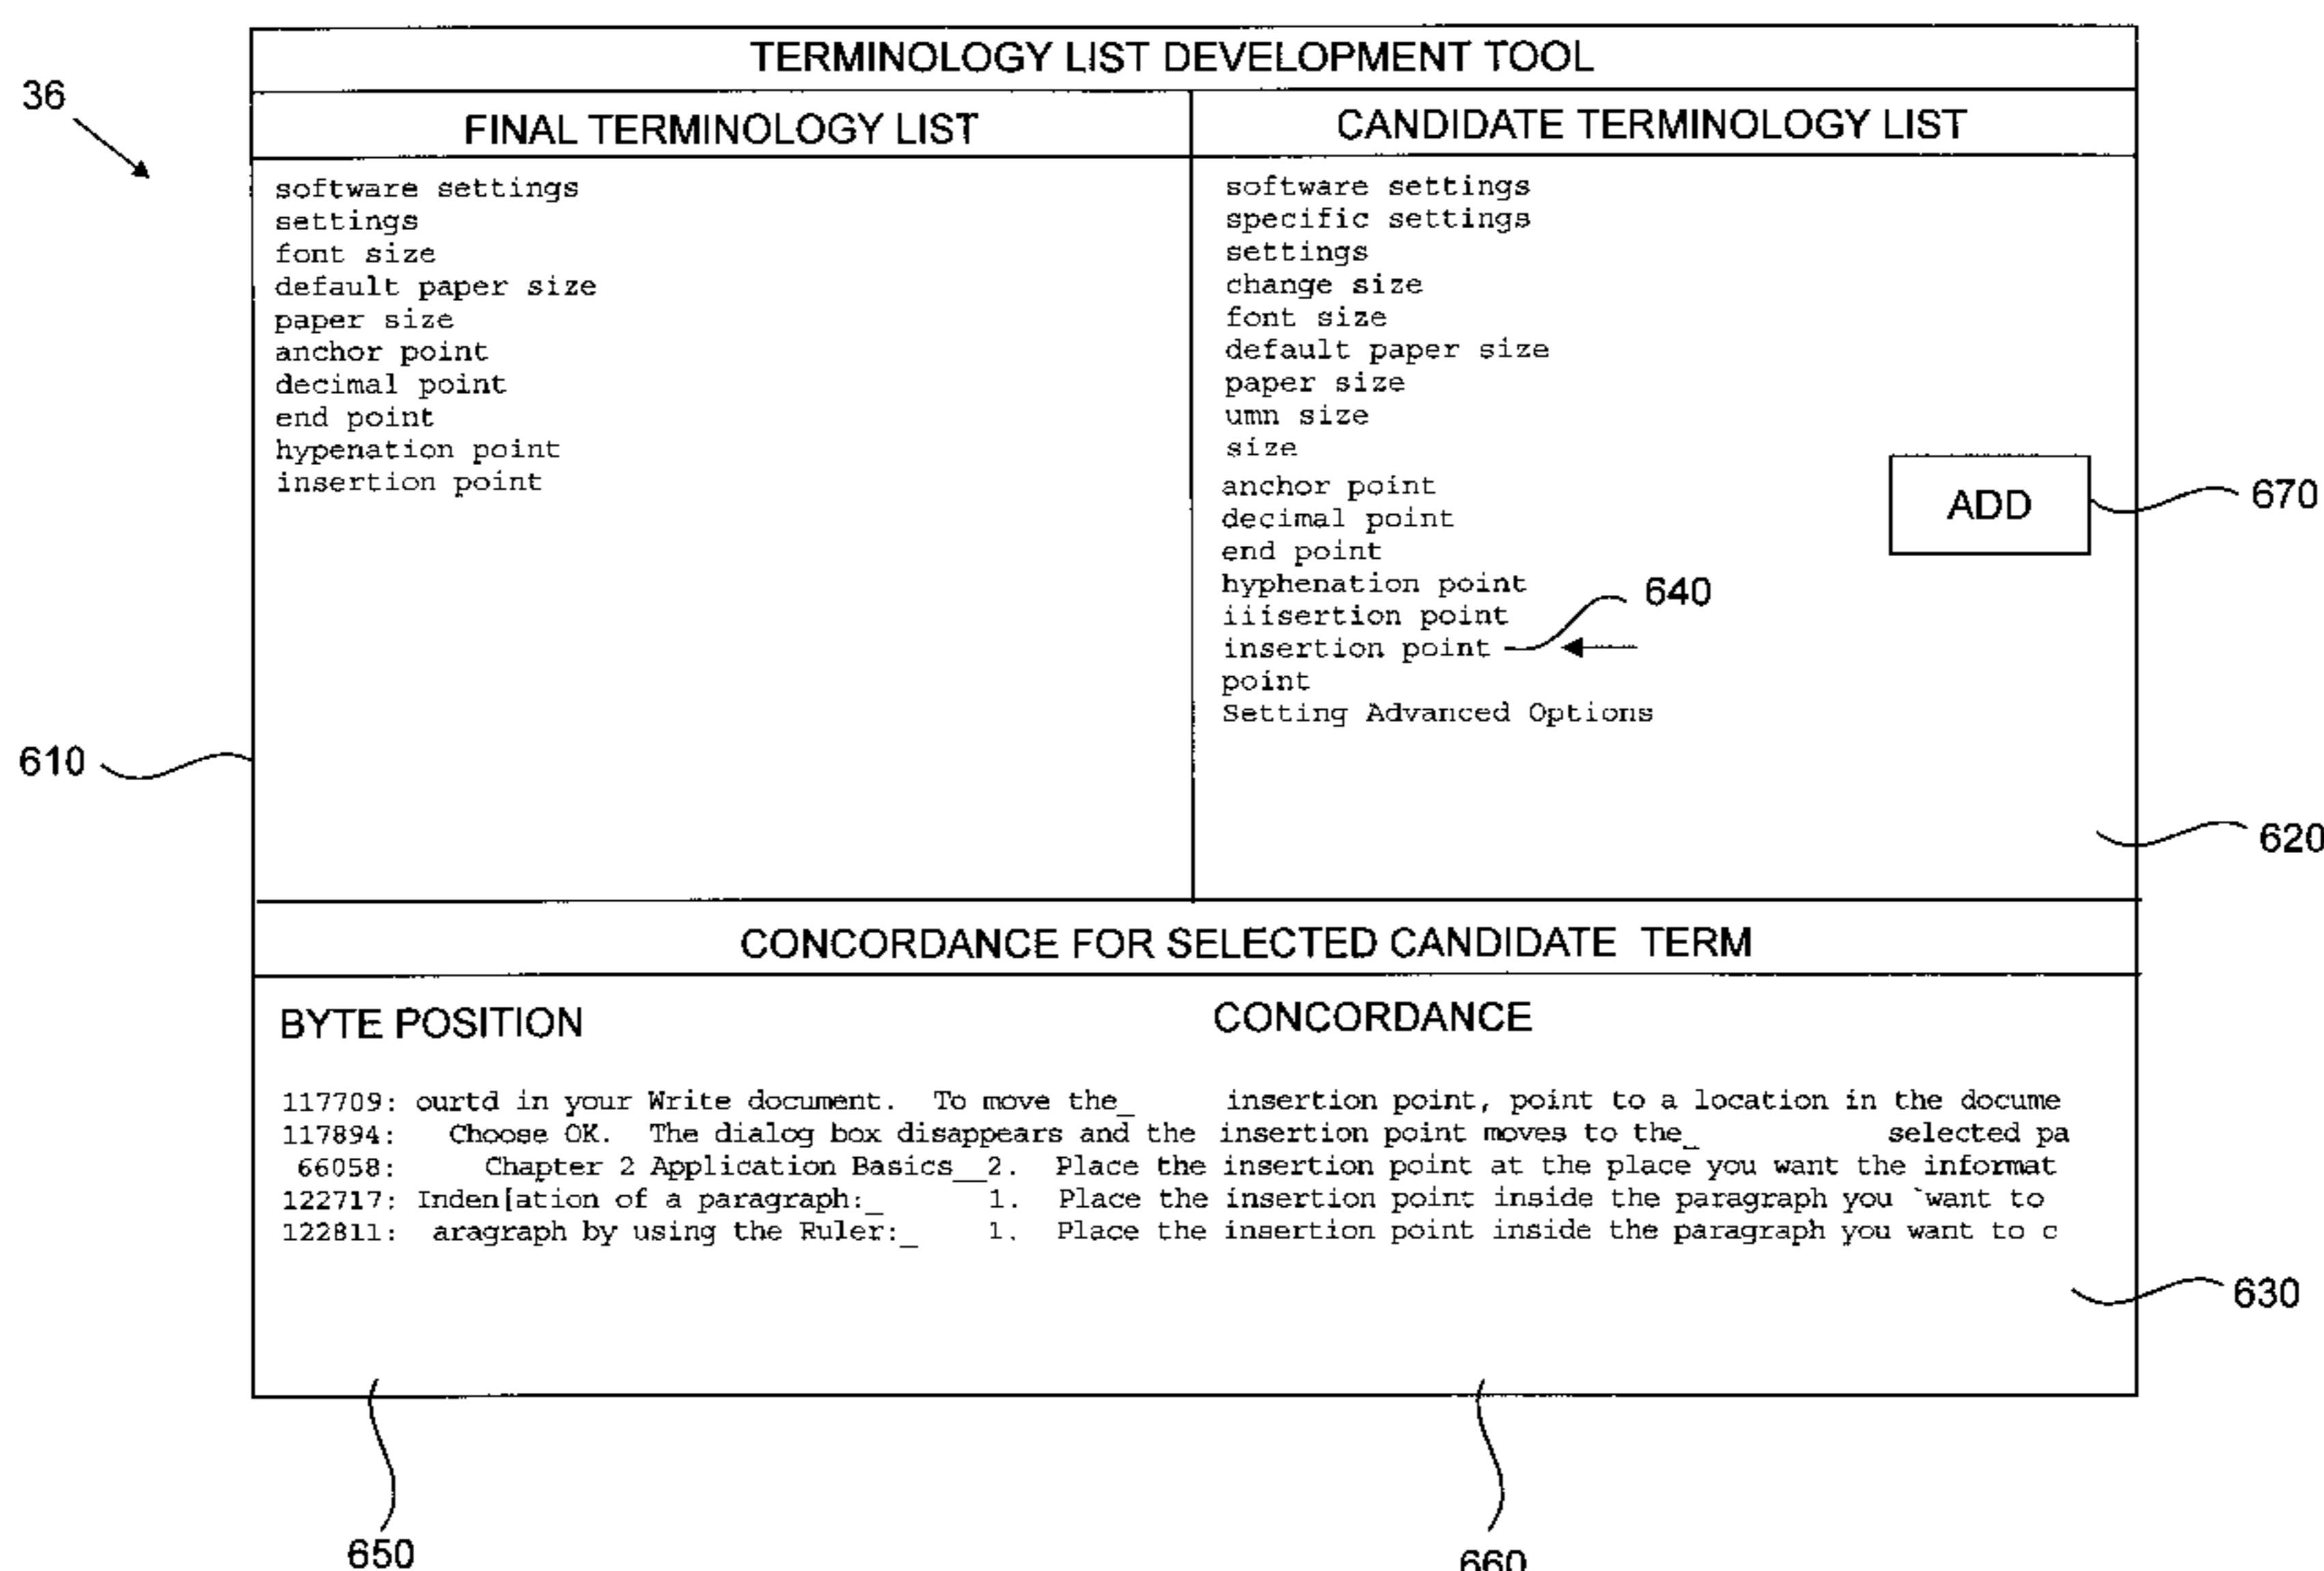 TERMINOLOGY LIST DEVELOPMENT TOOL
36
FINAL TERMINOLOGY LIST
software settings
settings
font size
default paper size
paper size
anchor point
decimal point
end point
hypenation point
insertion point
610
CANDIDATE TERMINOLOGY LIST
software settings
specific settings
settings
change size
font size
default paper size
paper size
umn size
size
anchor point
decimal point
end point
hyphenation point
iiisertion point
insertion point
point
Setting Advanced Options
ADD
670
640
620
CONCORDANCE FOR SELECTED CANDIDATE TERM
BYTE POSITION CONCORDANCE
117709: ourtd in your Write document. To move the_ insertion point, point to a location in the docume
117894: Choose OK. The dialog box disappears and the insertion point moves to the_ selected pa
66058: Chapter 2 Application Basics__2. Place the insertion point at the place you want the informat
122717: Inden[ation of a paragraph:_ 1. Place the insertion point inside the paragraph you `want to
122811: aragraph by using the Ruler:_ 1. Place the insertion point inside the paragraph you want to c
630
650
660